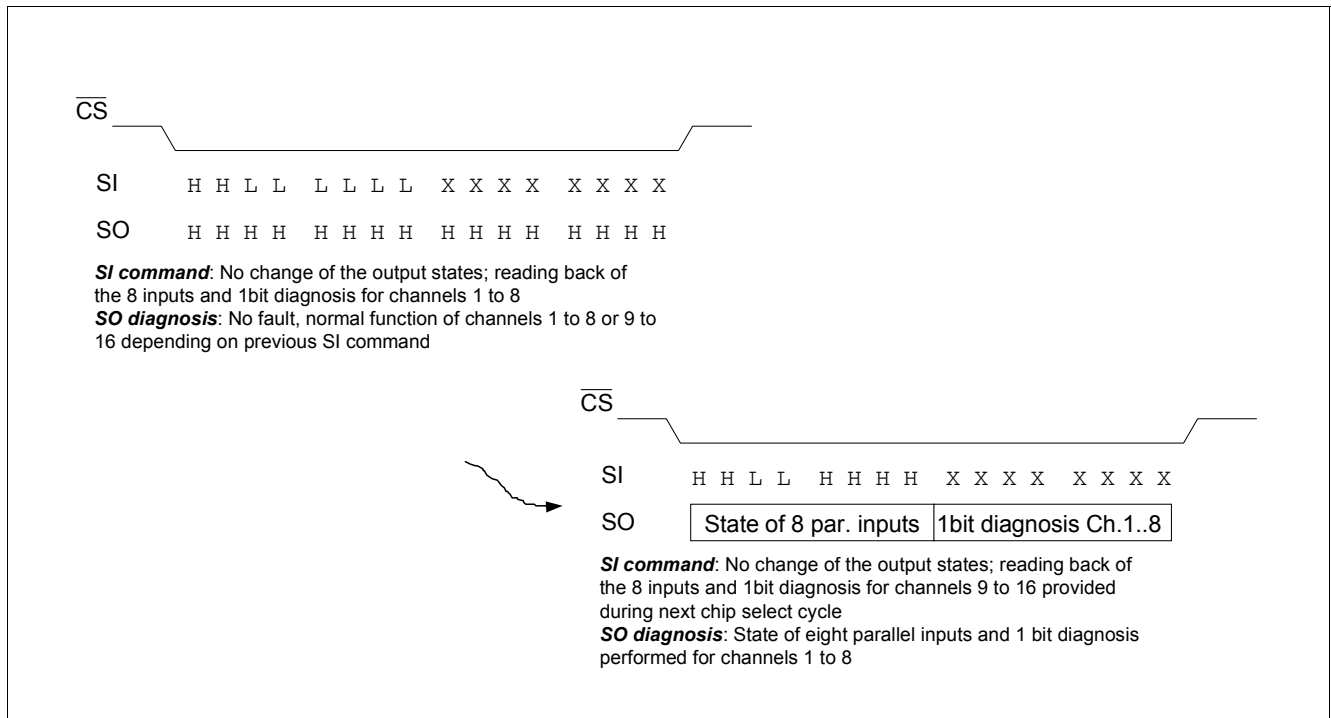 CS
SI H H L L L L L L X X X X X X X X
SO H H H H H H H H H H H H H H H H
SI command: No change of the output states; reading back of
the 8 inputs and 1bit diagnosis for channels 1 to 8
SO diagnosis: No fault, normal function of channels 1 to 8 or 9 to
16 depending on previous SI command
CS
SI H H L L H H H H X X X X X X X X
SO State of 8 par. inputs 1bit diagnosis Ch.1..8
SI command: No change of the output states; reading back of
the 8 inputs and 1bit diagnosis for channels 9 to 16 provided
during next chip select cycle
SO diagnosis: State of eight parallel inputs and 1 bit diagnosis
performed for channels 1 to 8